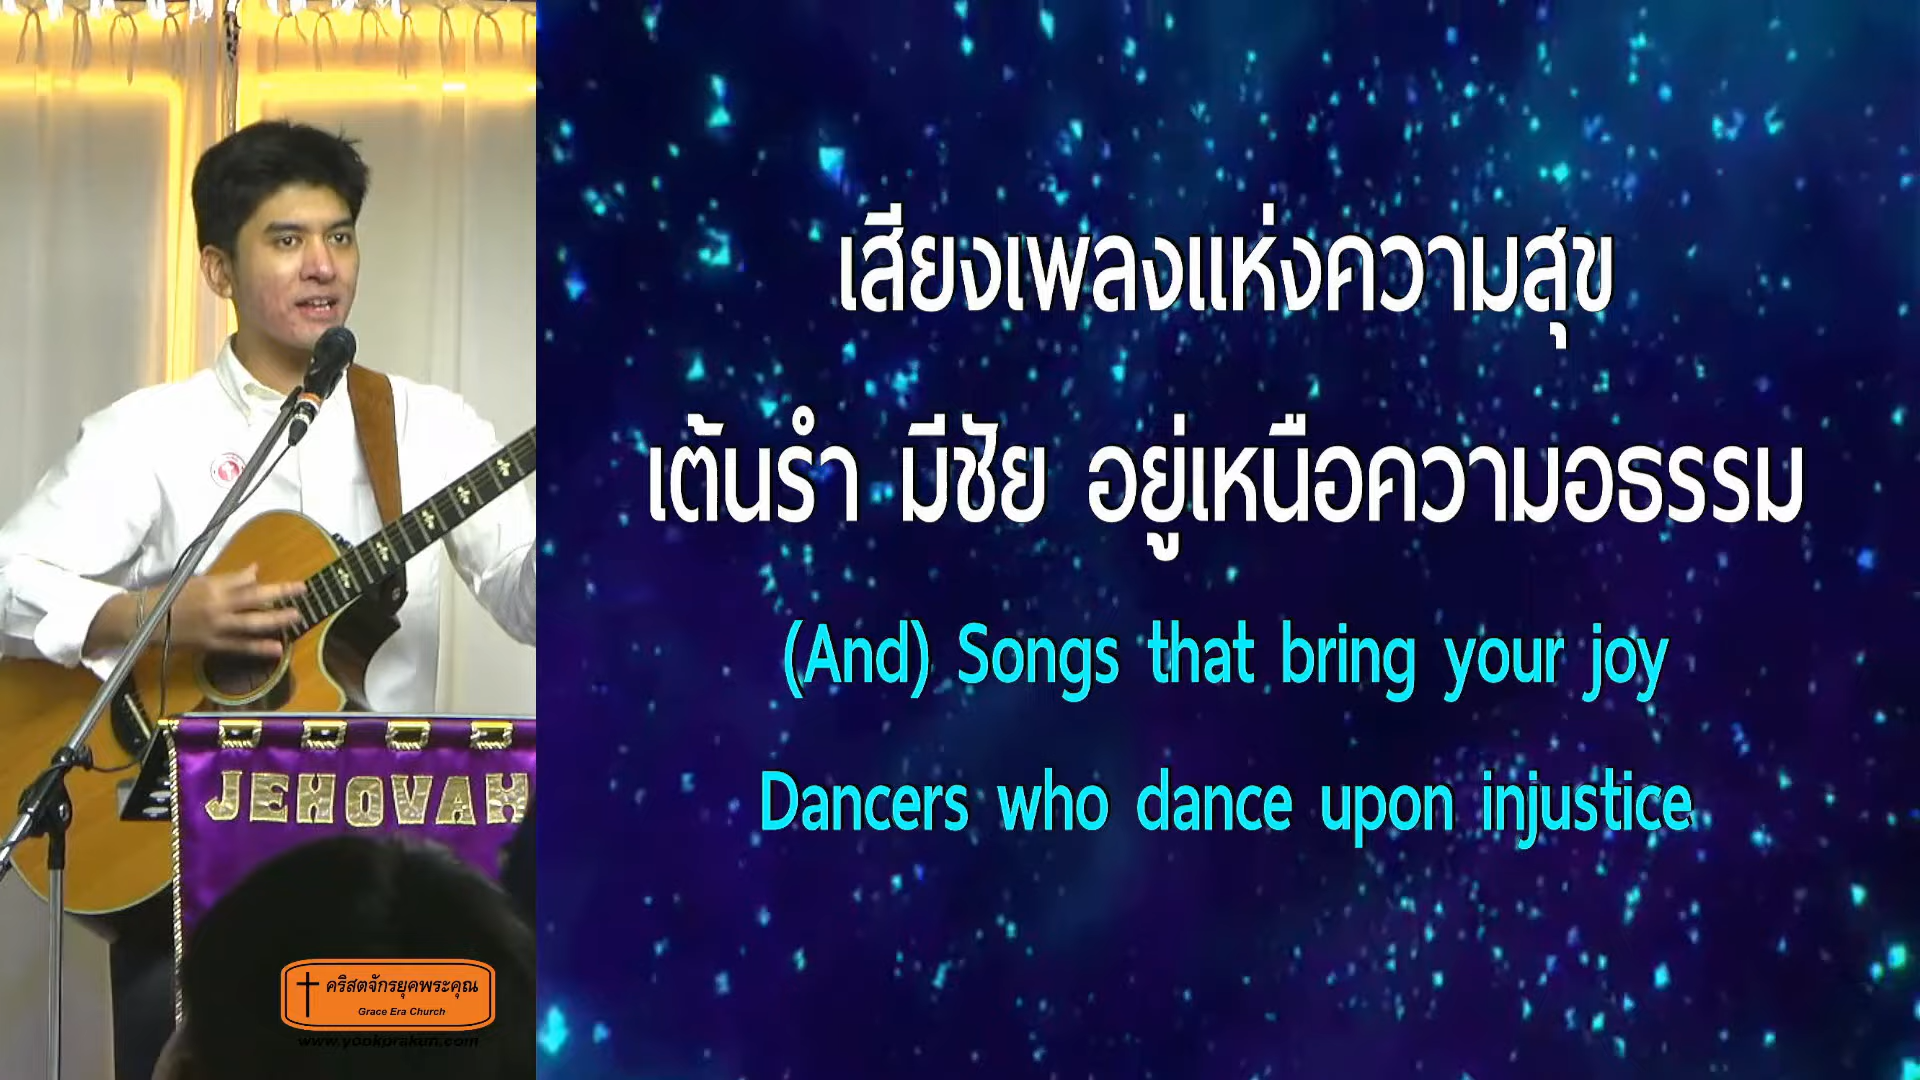 เสียงเพลงแห่งความสุข
เต้นรำ มีชัย อยู่เหนือความอธรรม
(And) Songs that bring your joy
Dancers who dance upon injustice
JEHOVAH
คริสตจักรยุคพระคุณ
Grace Era Church
www.yookprakun.com